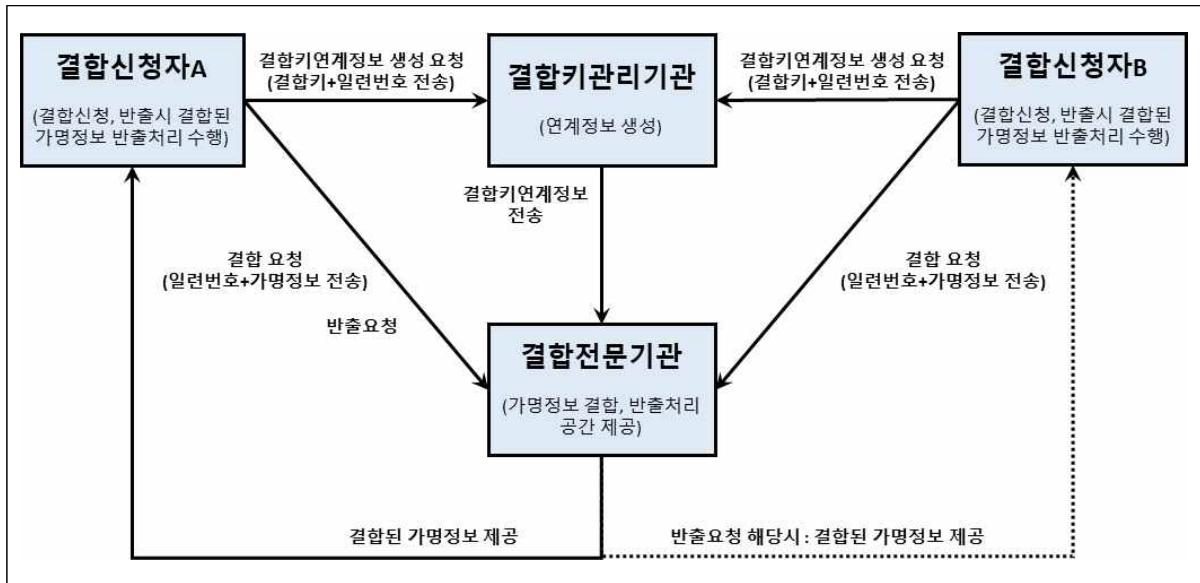 결합신청자A
(결합신청, 반출시 결합된
가명정보 반출처리 수행)
결합키연계정보 생성 요청
(결합키+일련번호 전송)
결합키관리기관
(연계정보 생성)
결합키연계정보 생성 요청
(결합키+일련번호 전송)
결합신청자B
(결합신청, 반출시 결합된
가명정보 반출처리 수행)
결합키연계정보
전송
결합 요청
(일련번호+가명정보 전송)
반출요청
결합 요청
(일련번호+가명정보 전송)
결합전문기관
(가명정보 결합, 반출처리
공간 제공)
결합된 가명정보 제공
반출요청 해당시 : 결합된 가명정보 제공